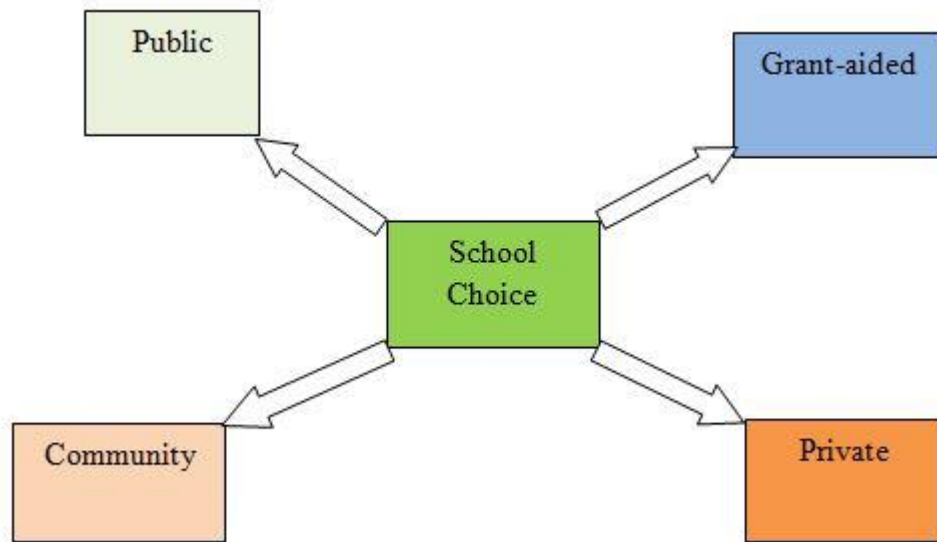 Public
Grant-aided
School
Choice
Community
Private